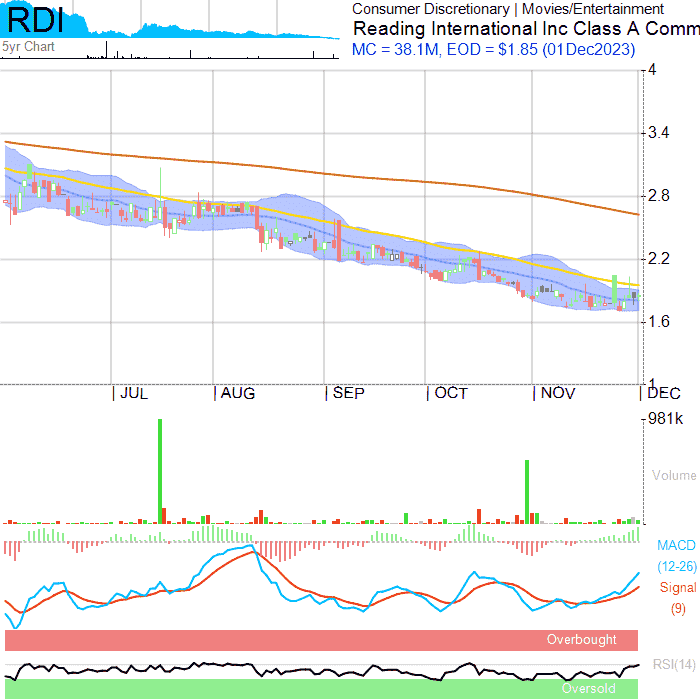 RDI
5yr Chart
Consumer Discretionary | Movies/Entertainment
Reading International Inc Class A Comm
MC = 38.1M, EOD = $1.85 (01Dec2023)
4
3.4
2.8
2.2
1.6
1
JUL AUG SEP OCT NOV DEC
981k
Volume
MACD
(12-26)
Signal
(9)
Overbought
RSI(14)
Oversold